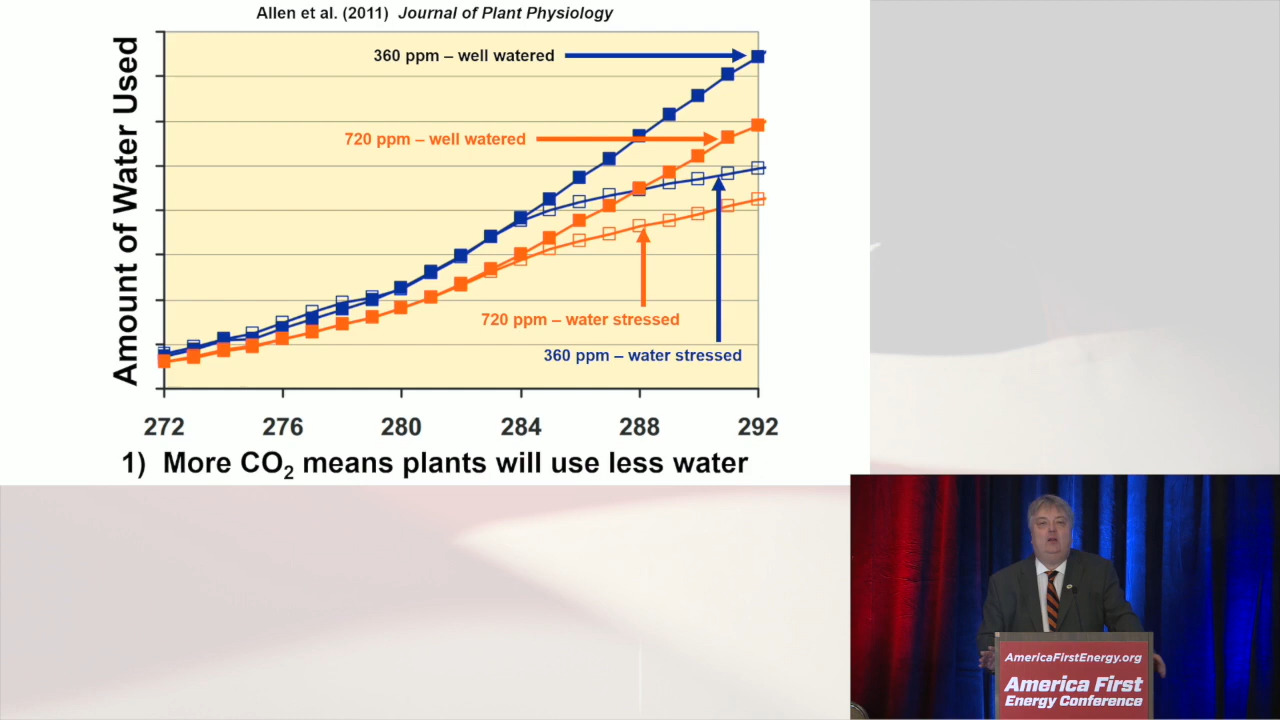 Allen et al. (2011) Journal of Plant Physiology
Amount of Water Used
360 ppm – well watered
720 ppm – well watered
720 ppm – water stressed
360 ppm – water stressed
272 276 280 284 288 292
1) More CO₂ means plants will use less water
AmericaFirstEnergy.org
America First
Energy Conference